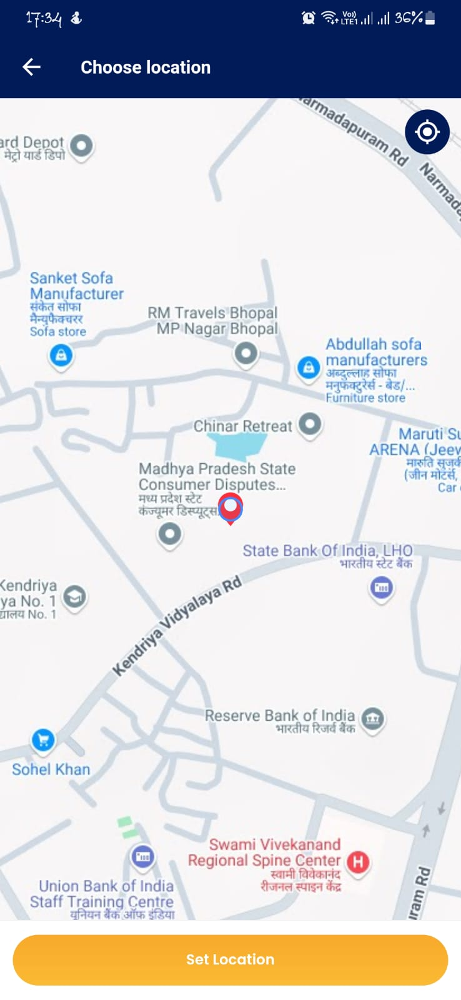 17:34
Vo))
LTE1
36%
Choose location
armadapuram Rd
Narmada
ard Depot
मेट्रो यार्ड डिपो
Sanket Sofa
Manufacturer
संकेत सोफा
मैन्युफैक्चरर
Sofa store
RM Travels Bhopal
MP Nagar Bhopal
Abdullah sofa
manufacturers
अब्दुल्लाह सोफा
मनुफक्टुरेर्स - बेड/...
Furniture store
Chinar Retreat
Maruti Su
ARENA (Jeev
मारुति सुजुकी
(जीन मोटर्स,
Car
Madhya Pradesh State
Consumer Disputes...
मध्य प्रदेश स्टेट
कंज्यूमर डिस्प्यूट्स
State Bank Of India, LHO
भारतीय स्टेट बैंक
Kendriya
ya No. 1
द्यालय No. 1
Kendriya Vidyalaya Rd
Reserve Bank of India
भारतीय रिजर्व बैंक
Sohel Khan
Swami Vivekanand
Regional Spine Center
स्वामी विवेकानंद
रीजनल स्पाइन केंद्र
H
Union Bank of India
Staff Training Centre
यूनियन बैंक ऑफ़ इंडिया
uram Rd
Set Location